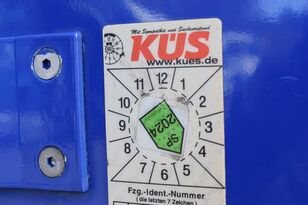 Mit Sympathie und Sachverstand
KÜS
www.kues.de
12
11 1
10 2
9 3
8 4
7 5
6
SP
2024
Fzg.-Ident.-Nummer
(die letzten 7 Zeichen)